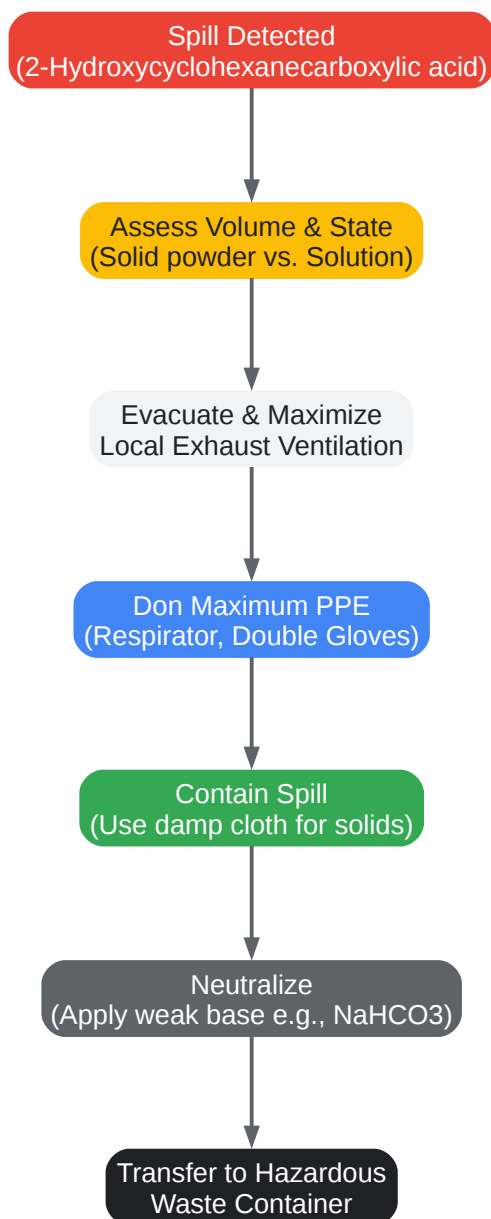 Spill Detected
(2-Hydroxycyclohexanecarboxylic acid)
Assess Volume & State
(Solid powder vs. Solution)
Evacuate & Maximize
Local Exhaust Ventilation
Don Maximum PPE
(Respirator, Double Gloves)
Contain Spill
(Use damp cloth for solids)
Neutralize
(Apply weak base e.g., NaHCO3)
Transfer to Hazardous
Waste Container